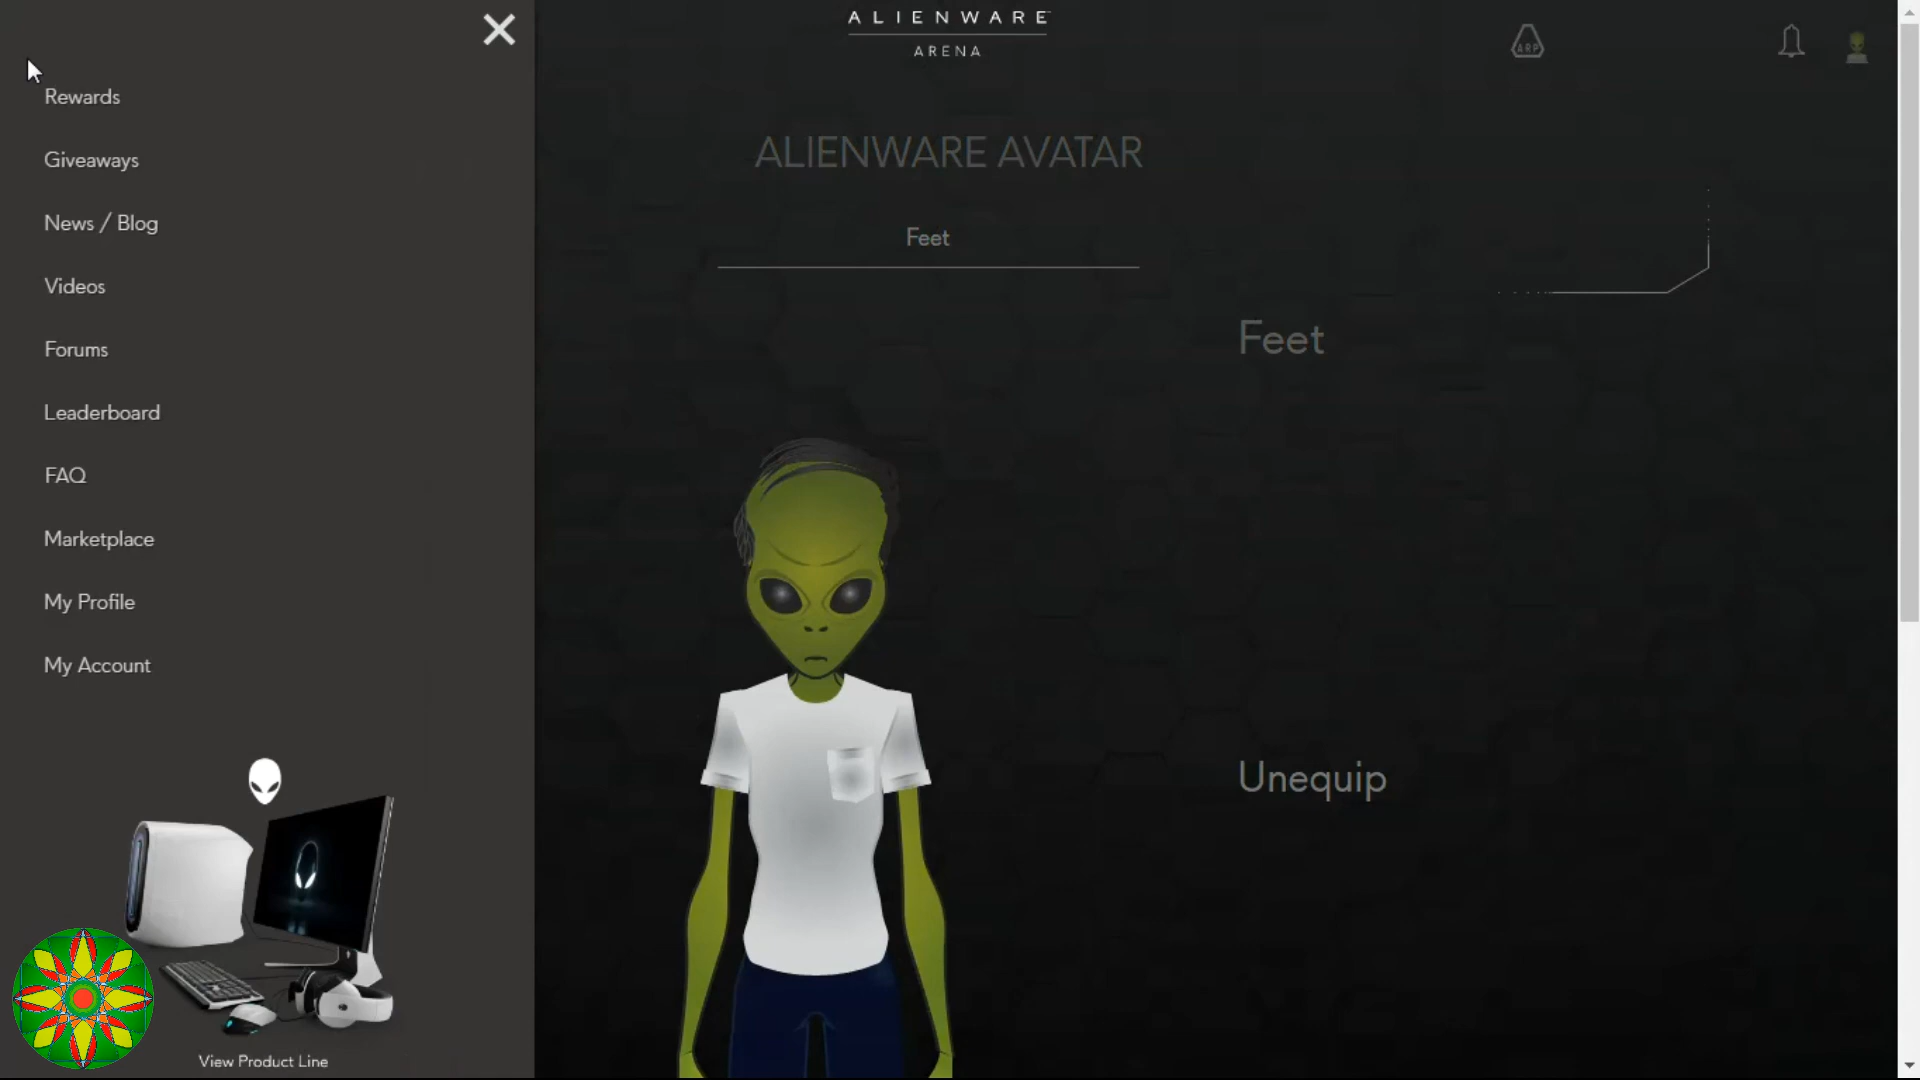 Rewards
Giveaways
News / Blog
Videos
Forums
Leaderboard
FAQ
Marketplace
My Profile
My Account
View Product Line
ALIENWARE
ARENA
ARP
ALIENWARE AVATAR
Feet
Feet
Unequip